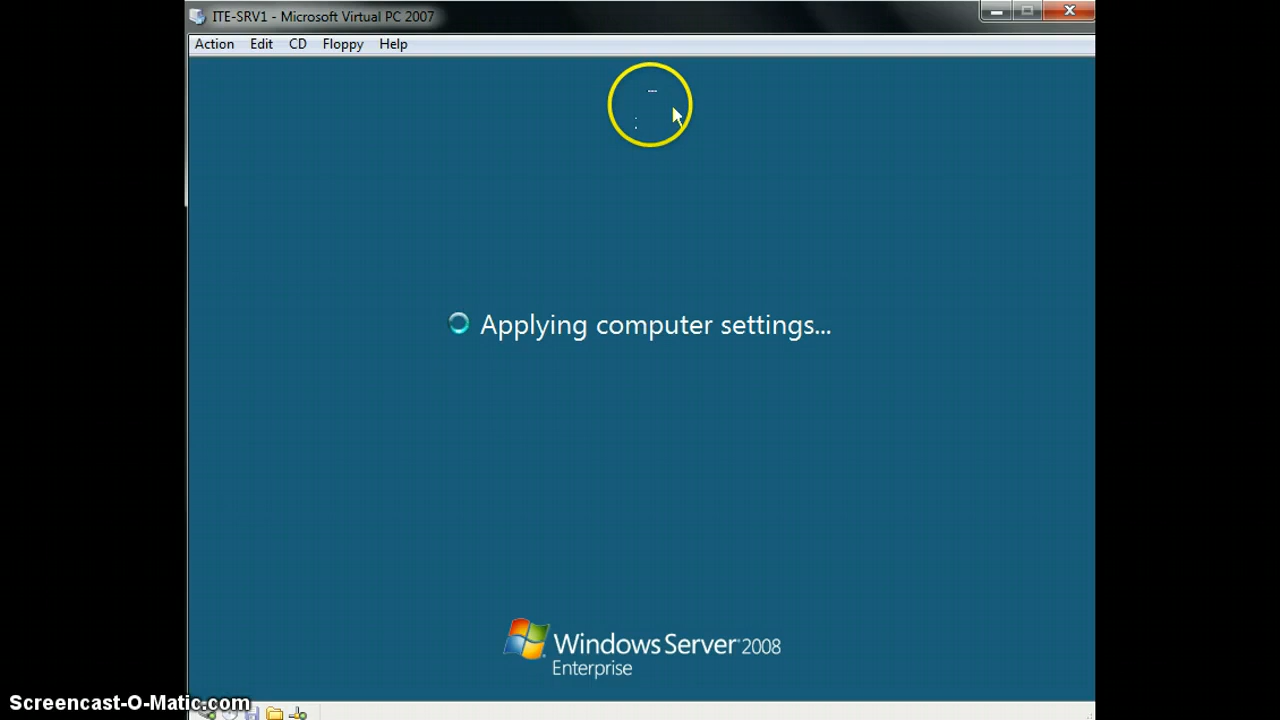 ITE-SRV1 - Microsoft Virtual PC 2007
Action Edit CD Floppy Help
Applying computer settings...
Windows Server 2008
Enterprise
Screencast-O-Matic.com